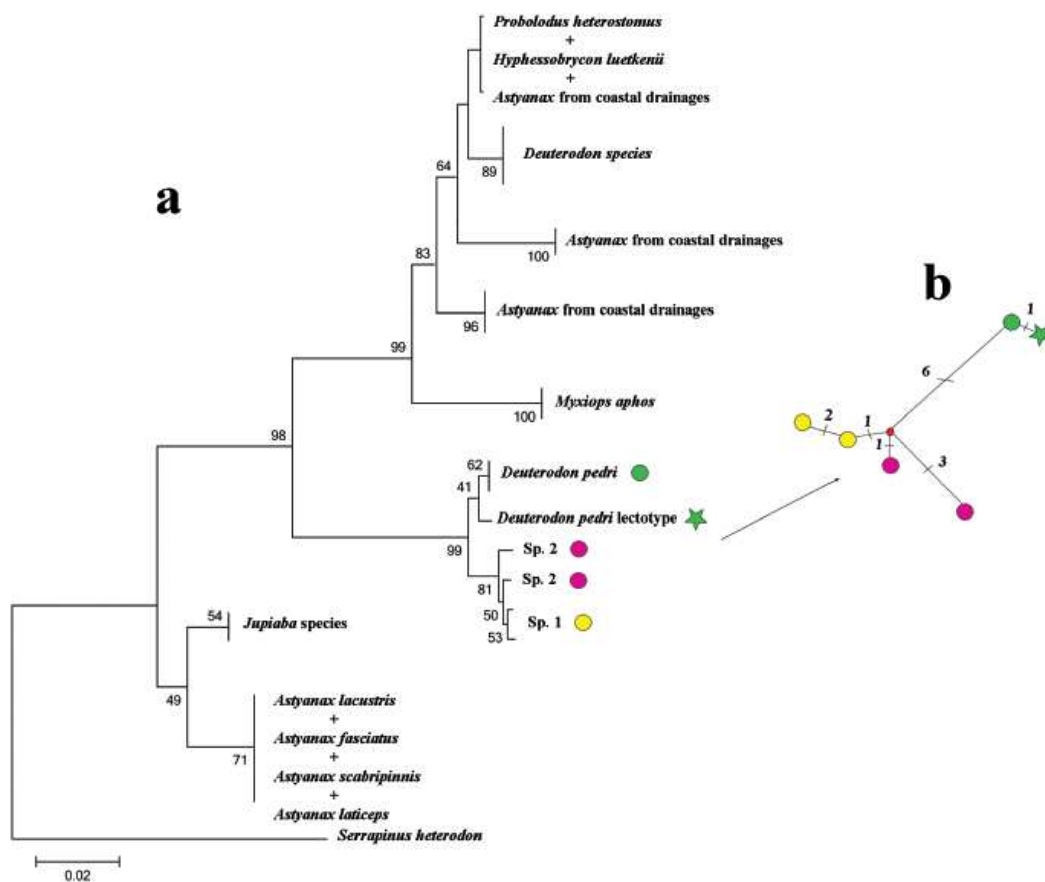 Probolodus heterostomus
+
Hyphessobrycon luetkenii
+
Astyanax from coastal drainages
89
Deuterodon species
64
a
100
Astyanax from coastal drainages
83
96
Astyanax from coastal drainages
99
100
Myxiops aphos
98
62
Deuterodon pedri
41
Deuterodon pedri lectotype
99
Sp. 2
81
Sp. 2
50
Sp. 1
53
54
Jupiaba species
49
71
Astyanax lacustris
+
Astyanax fasciatus
+
Astyanax scabripinnis
+
Astyanax laticeps
Serrapinus heterodon
0.02
b
1
6
2
1
1
3